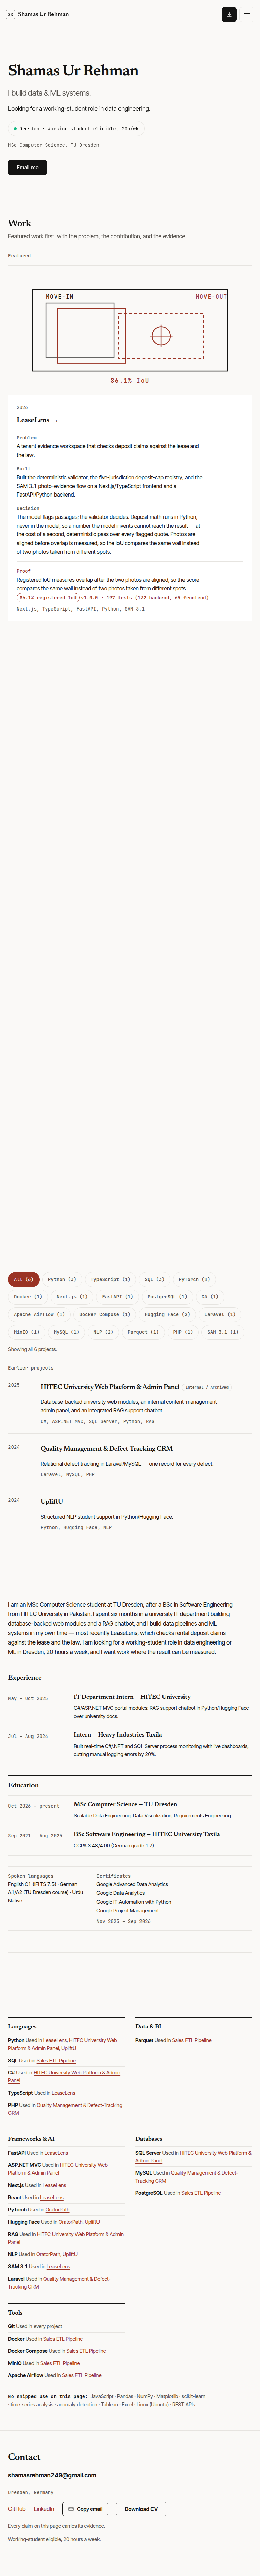 SR Shamas Ur Rehman
Shamas Ur Rehman
I build data & ML systems.
Looking for a working-student role in data engineering.
Dresden · Working-student eligible, 20h/wk
MSc Computer Science, TU Dresden
Email me
Work
Featured work first, with the problem, the contribution, and the evidence.
Featured
MOVE-IN
MOVE-OUT
86.1% IoU
2026
LeaseLens →
Problem
A tenant evidence workspace that checks deposit claims against the lease and
the law.
Built
Built the deterministic validator, the five-jurisdiction deposit-cap registry, and the
SAM 3.1 photo-evidence flow on a Next.js/TypeScript frontend and a
FastAPI/Python backend.
Decision
The model flags passages; the validator decides. Deposit math runs in Python,
never in the model, so a number the model invents cannot reach the result — at
the cost of a second, deterministic pass over every flagged quote. Photos are
aligned before overlap is measured, so the IoU compares the same wall instead
of two photos taken from different spots.
Proof
Registered IoU measures overlap after the two photos are aligned, so the score
compares the same wall instead of two photos taken from different spots.
86.1% registered IoU v1.0.0 · 197 tests (132 backend, 65 frontend)
Next.js, TypeScript, FastAPI, Python, SAM 3.1
All (6) Python (3) TypeScript (1) SQL (3) PyTorch (1)
Docker (1) Next.js (1) FastAPI (1) PostgreSQL (1) C# (1)
Apache Airflow (1) Docker Compose (1) Hugging Face (2) Laravel (1)
MinIO (1) MySQL (1) NLP (2) Parquet (1) PHP (1) SAM 3.1 (1)
Showing all 6 projects.
Earlier projects
2025
HITEC University Web Platform & Admin Panel Internal / Archived
Database-backed university web modules, an internal content-management
admin panel, and an integrated RAG support chatbot.
C#, ASP.NET MVC, SQL Server, Python, RAG
2024
Quality Management & Defect-Tracking CRM
Relational defect tracking in Laravel/MySQL — one record for every defect.
Laravel, MySQL, PHP
2024
UpliftU
Structured NLP student support in Python/Hugging Face.
Python, Hugging Face, NLP
I am an MSc Computer Science student at TU Dresden, after a BSc in Software Engineering
from HITEC University in Pakistan. I spent six months in a university IT department building
database-backed web modules and a RAG chatbot, and I build data pipelines and ML
systems in my own time — most recently LeaseLens, which checks rental deposit claims
against the lease and the law. I am looking for a working-student role in data engineering or
ML in Dresden, 20 hours a week, and I want work where the result can be measured.
Experience
May – Oct 2025
IT Department Intern – HITEC University
C#/ASP.NET MVC portal modules; RAG support chatbot in Python/Hugging Face
over university docs.
Jul – Aug 2024
Intern – Heavy Industries Taxila
Built real-time C#/.NET and SQL Server process monitoring with live dashboards,
cutting manual logging errors by 20%.
Education
Oct 2026 – present
MSc Computer Science – TU Dresden
Scalable Data Engineering, Data Visualization, Requirements Engineering.
Sep 2021 – Aug 2025
BSc Software Engineering – HITEC University Taxila
CGPA 3.48/4.00 (German grade 1.7).
Spoken languages
English C1 (IELTS 7.5) · German
A1/A2 (TU Dresden course) · Urdu
Native
Certificates
Google Advanced Data Analytics
Google Data Analytics
Google IT Automation with Python
Google Project Management
Nov 2025 – Sep 2026
Languages
Python Used in LeaseLens, HITEC University Web
Platform & Admin Panel, UpliftU
SQL Used in Sales ETL Pipeline
C# Used in HITEC University Web Platform & Admin
Panel
TypeScript Used in LeaseLens
PHP Used in Quality Management & Defect-Tracking
CRM
Data & BI
Parquet Used in Sales ETL Pipeline
Frameworks & AI
FastAPI Used in LeaseLens
ASP.NET MVC Used in HITEC University Web
Platform & Admin Panel
Next.js Used in LeaseLens
React Used in LeaseLens
PyTorch Used in OratorPath
Hugging Face Used in OratorPath, UpliftU
RAG Used in HITEC University Web Platform & Admin
Panel
NLP Used in OratorPath, UpliftU
SAM 3.1 Used in LeaseLens
Laravel Used in Quality Management & Defect-
Tracking CRM
Databases
SQL Server Used in HITEC University Web Platform &
Admin Panel
MySQL Used in Quality Management & Defect-
Tracking CRM
PostgreSQL Used in Sales ETL Pipeline
Tools
Git Used in every project
Docker Used in Sales ETL Pipeline
Docker Compose Used in Sales ETL Pipeline
MinIO Used in Sales ETL Pipeline
Apache Airflow Used in Sales ETL Pipeline
No shipped use on this page: JavaScript · Pandas · NumPy · Matplotlib · scikit-learn
· time-series analysis · anomaly detection · Tableau · Excel · Linux (Ubuntu) · REST APIs
Contact
shamasrehman249@gmail.com
Dresden, Germany
GitHub LinkedIn Copy email Download CV
Every claim on this page carries its evidence.
Working-student eligible, 20 hours a week.